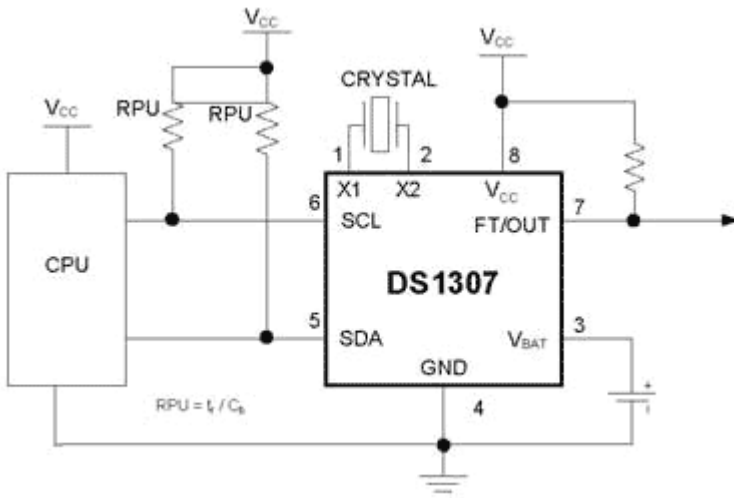 VCC
VCC
CRYSTAL
VCC
RPU
RPU
1
2
8
X1
X2
VCC
6
SCL
FT/OUT
7
CPU
DS1307
5
SDA
VBAT
3
GND
+
RPU = tr / Cb
4